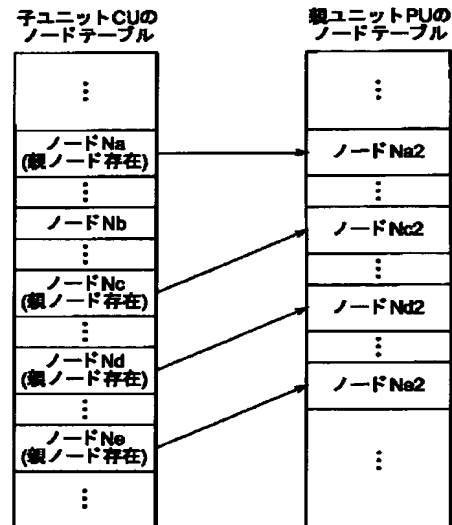 子ユニットCUの
ノードテーブル
⋮
ノードNa
(親ノード存在)
⋮
ノードNb
⋮
ノードNc
(親ノード存在)
⋮
ノードNd
(親ノード存在)
⋮
ノードNe
(親ノード存在)
⋮
親ユニットPUの
ノードテーブル
⋮
ノードNa2
⋮
ノードNc2
⋮
ノードNd2
⋮
ノードNe2
⋮